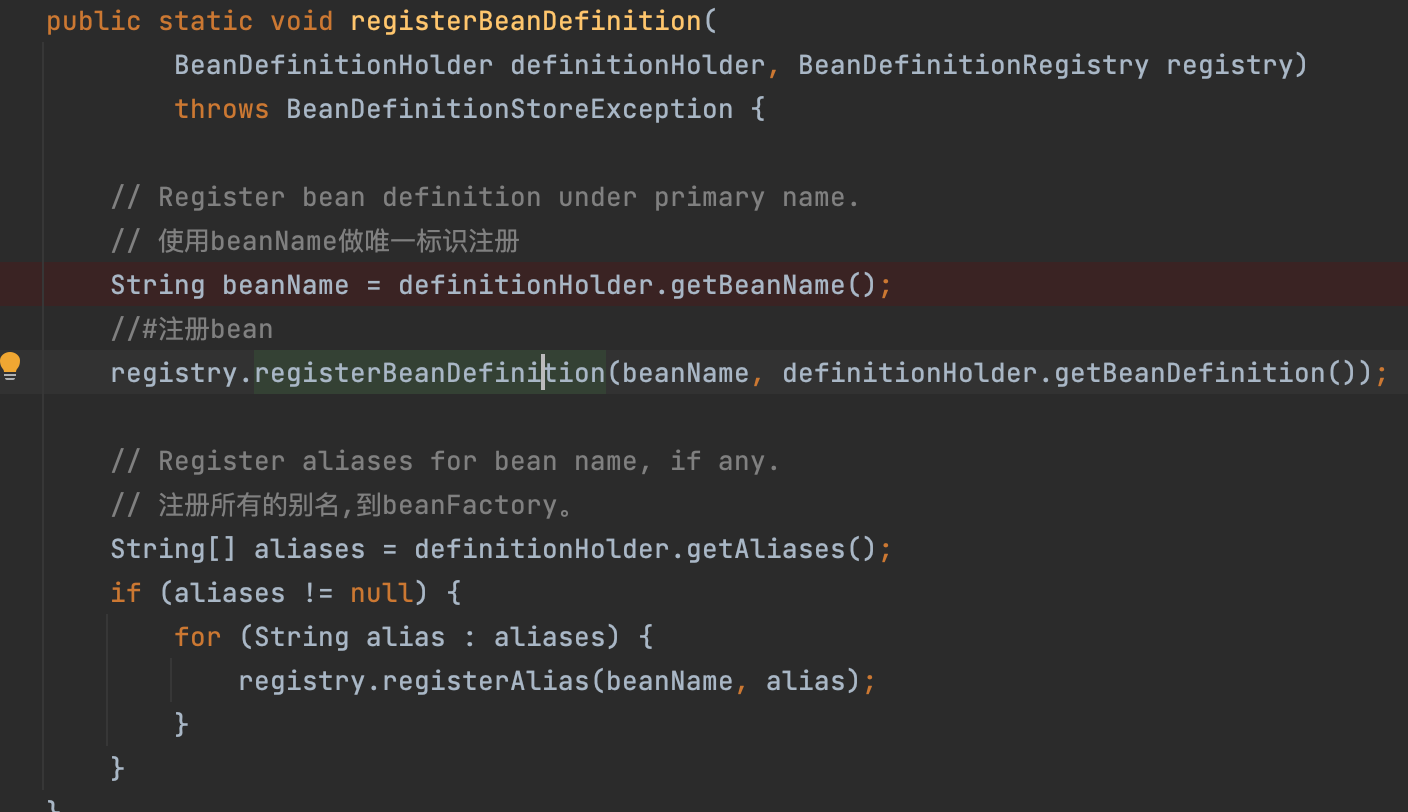 public static void registerBeanDefinition(
BeanDefinitionHolder definitionHolder, BeanDefinitionRegistry registry)
throws BeanDefinitionStoreException {
// Register bean definition under primary name.
// 使用beanName做唯一标识注册
String beanName = definitionHolder.getBeanName();
//#注册bean
registry.registerBeanDefinition(beanName, definitionHolder.getBeanDefinition());
// Register aliases for bean name, if any.
// 注册所有的别名,到beanFactory。
String[] aliases = definitionHolder.getAliases();
if (aliases != null) {
for (String alias : aliases) {
registry.registerAlias(beanName, alias);
}
}
}